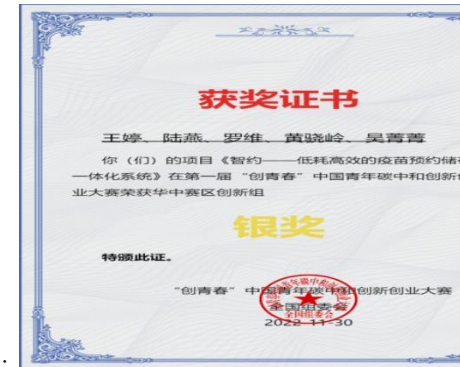 获奖证书
王婷、陆燕、罗维、黄骁岭、吴菁菁
你（们）的项目《智约——低耗高效的疫苗预约储
一体化系统》在第一届“创青春”中国青年碳中和创新
业大赛荣获华中赛区创新组
银奖
特颁此证。
“创青春”中国青年碳中和创新创业大赛
全国组委会
2022-11-30